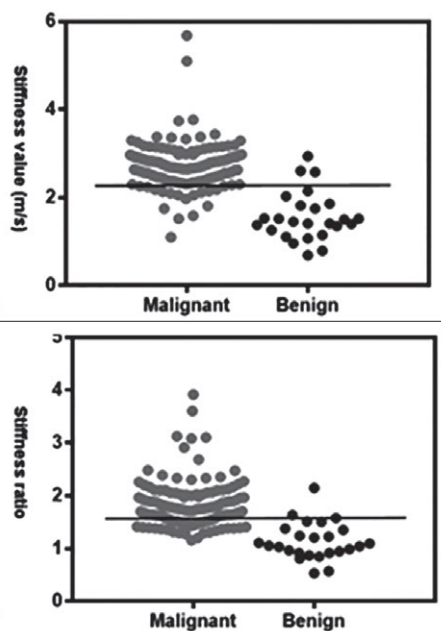 6
4
2
0
Stiffness value (m/s)
Malignant Benign
5
4
3
2
1
0
Stiffness ratio
Malignant Benign